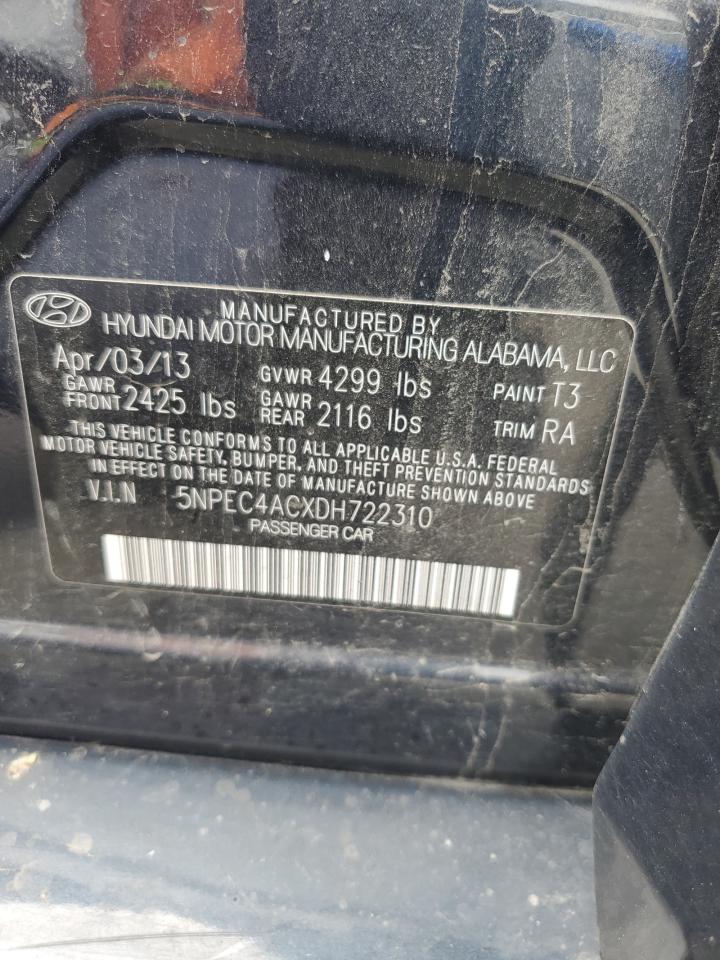 MANUFACTURED BY
HYUNDAI MOTOR MANUFACTURING ALABAMA, LLC
Apr/03/13 GVWR 4299 lbs PAINT T3
GAWR FRONT 2425 lbs GAWR REAR 2116 lbs TRIM RA
THIS VEHICLE CONFORMS TO ALL APPLICABLE U.S.A. FEDERAL
MOTOR VEHICLE SAFETY, BUMPER, AND THEFT PREVENTION STANDARDS
IN EFFECT ON THE DATE OF MANUFACTURE SHOWN ABOVE
V.I.N 5NPEC4ACXDH722310
PASSENGER CAR